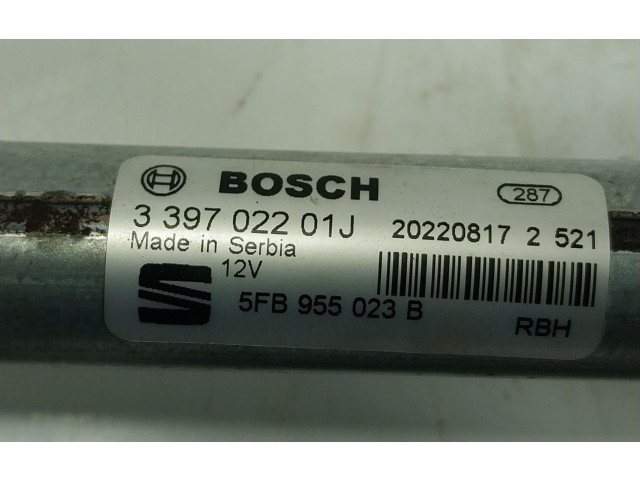 BOSCH 287
3 397 022 01J 20220817 2 521
Made in Serbia
12V
5FB 955 023 B RBH